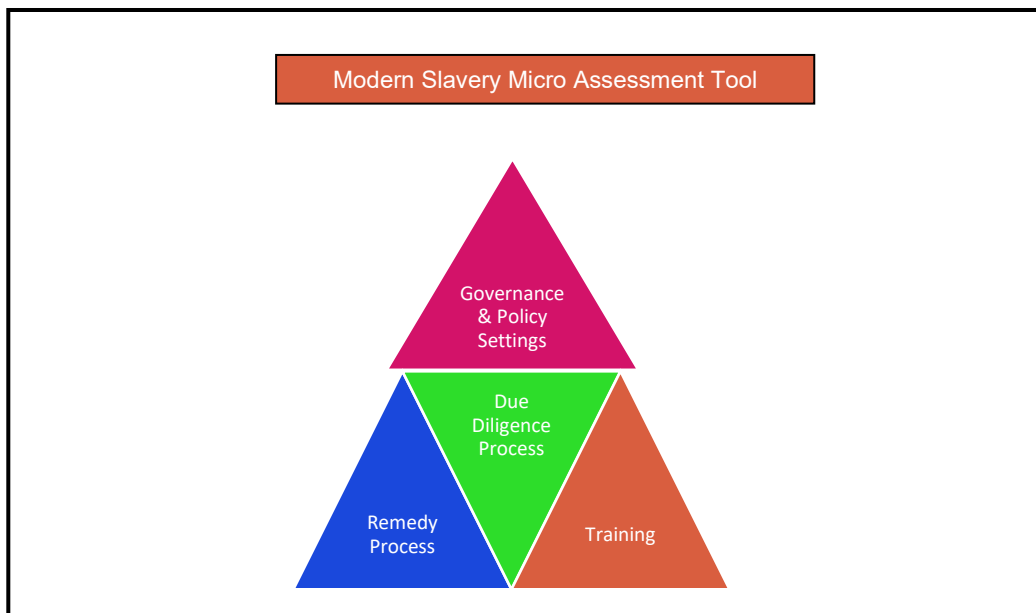 Modern Slavery Micro Assessment Tool
Governance
& Policy
Settings
Due
Diligence
Process
Remedy
Process
Training